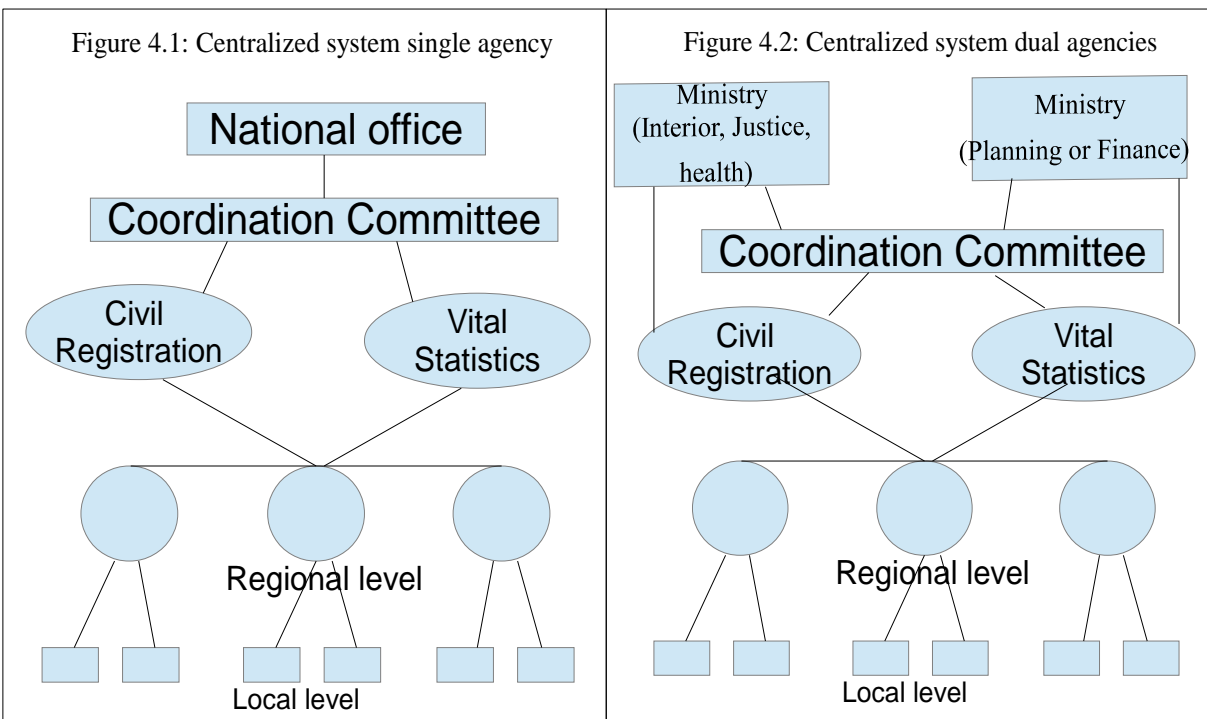 Figure 4.1: Centralized system single agency
National office
Coordination Committee
Civil
Registration
Vital
Statistics
Regional level
Local level
Figure 4.2: Centralized system dual agencies
Ministry
(Interior, Justice,
health)
Ministry
(Planning or Finance)
Coordination Committee
Civil
Registration
Vital
Statistics
Regional level
Local level